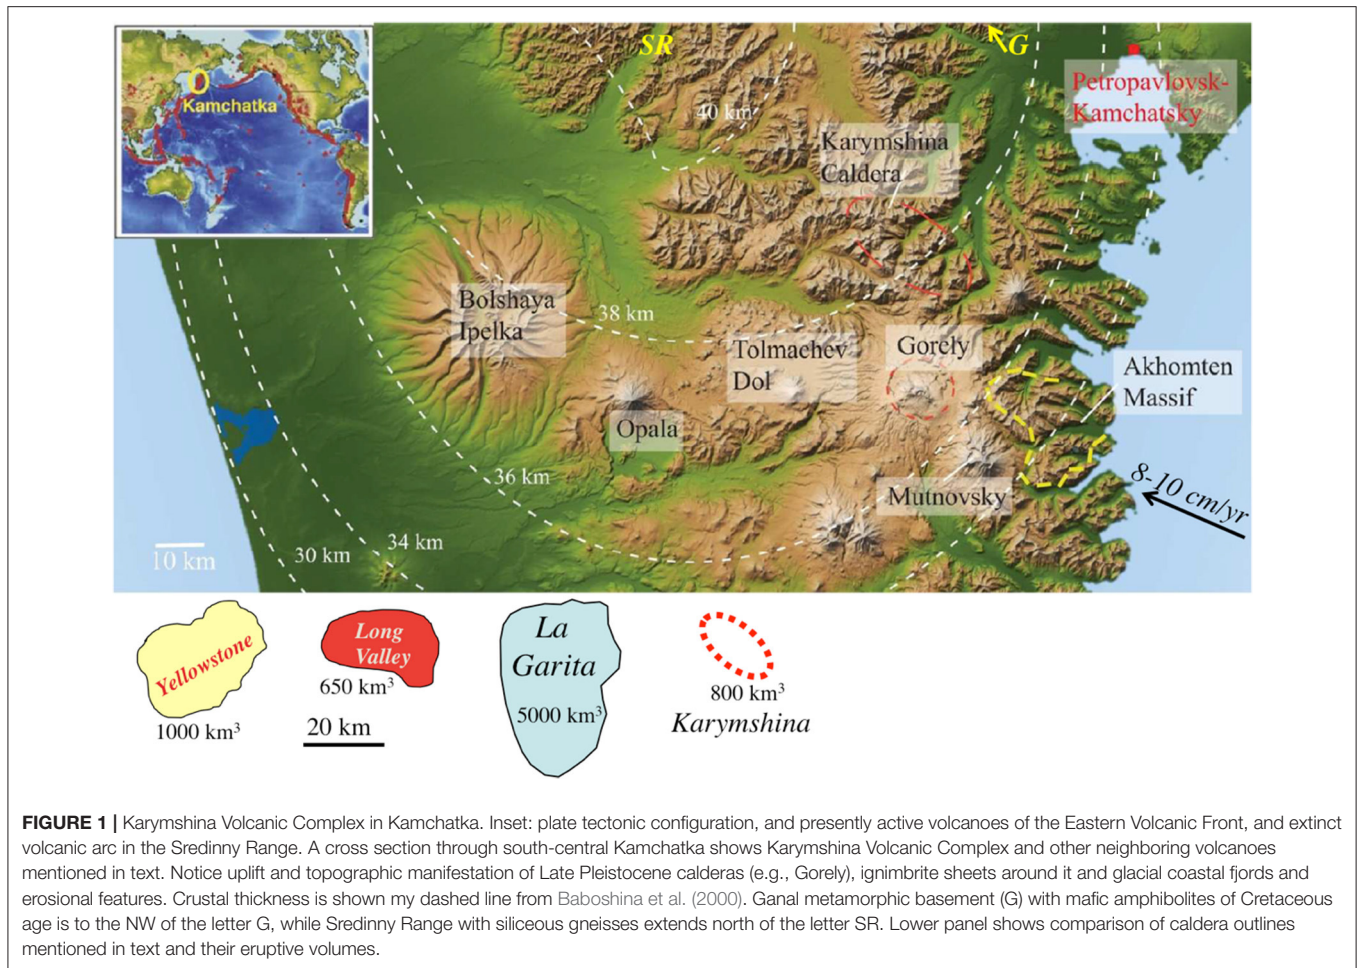 SR
G
Petropavlovsk-
Kamchatsky
Kamchatka
40 km
Karymshina
Caldera
Bolshaya
Ipelka
38 km
Tolmachev
Dol
Gorely
Akhomten
Massif
Opala
36 km
Mutnovsky
8-10 cm/yr
10 km
30 km
34 km
Yellowstone
1000 km³
Long
Valley
650 km³
20 km
La
Garita
5000 km³
800 km³
Karymshina
FIGURE 1 | Karymshina Volcanic Complex in Kamchatka. Inset: plate tectonic configuration, and presently active volcanoes of the Eastern Volcanic Front, and extinct
volcanic arc in the Sredinny Range. A cross section through south-central Kamchatka shows Karymshina Volcanic Complex and other neighboring volcanoes
mentioned in text. Notice uplift and topographic manifestation of Late Pleistocene calderas (e.g., Gorely), ignimbrite sheets around it and glacial coastal fjords and
erosional features. Crustal thickness is shown my dashed line from Baboshina et al. (2000). Ganal metamorphic basement (G) with mafic amphibolites of Cretaceous
age is to the NW of the letter G, while Sredinny Range with siliceous gneisses extends north of the letter SR. Lower panel shows comparison of caldera outlines
mentioned in text and their eruptive volumes.